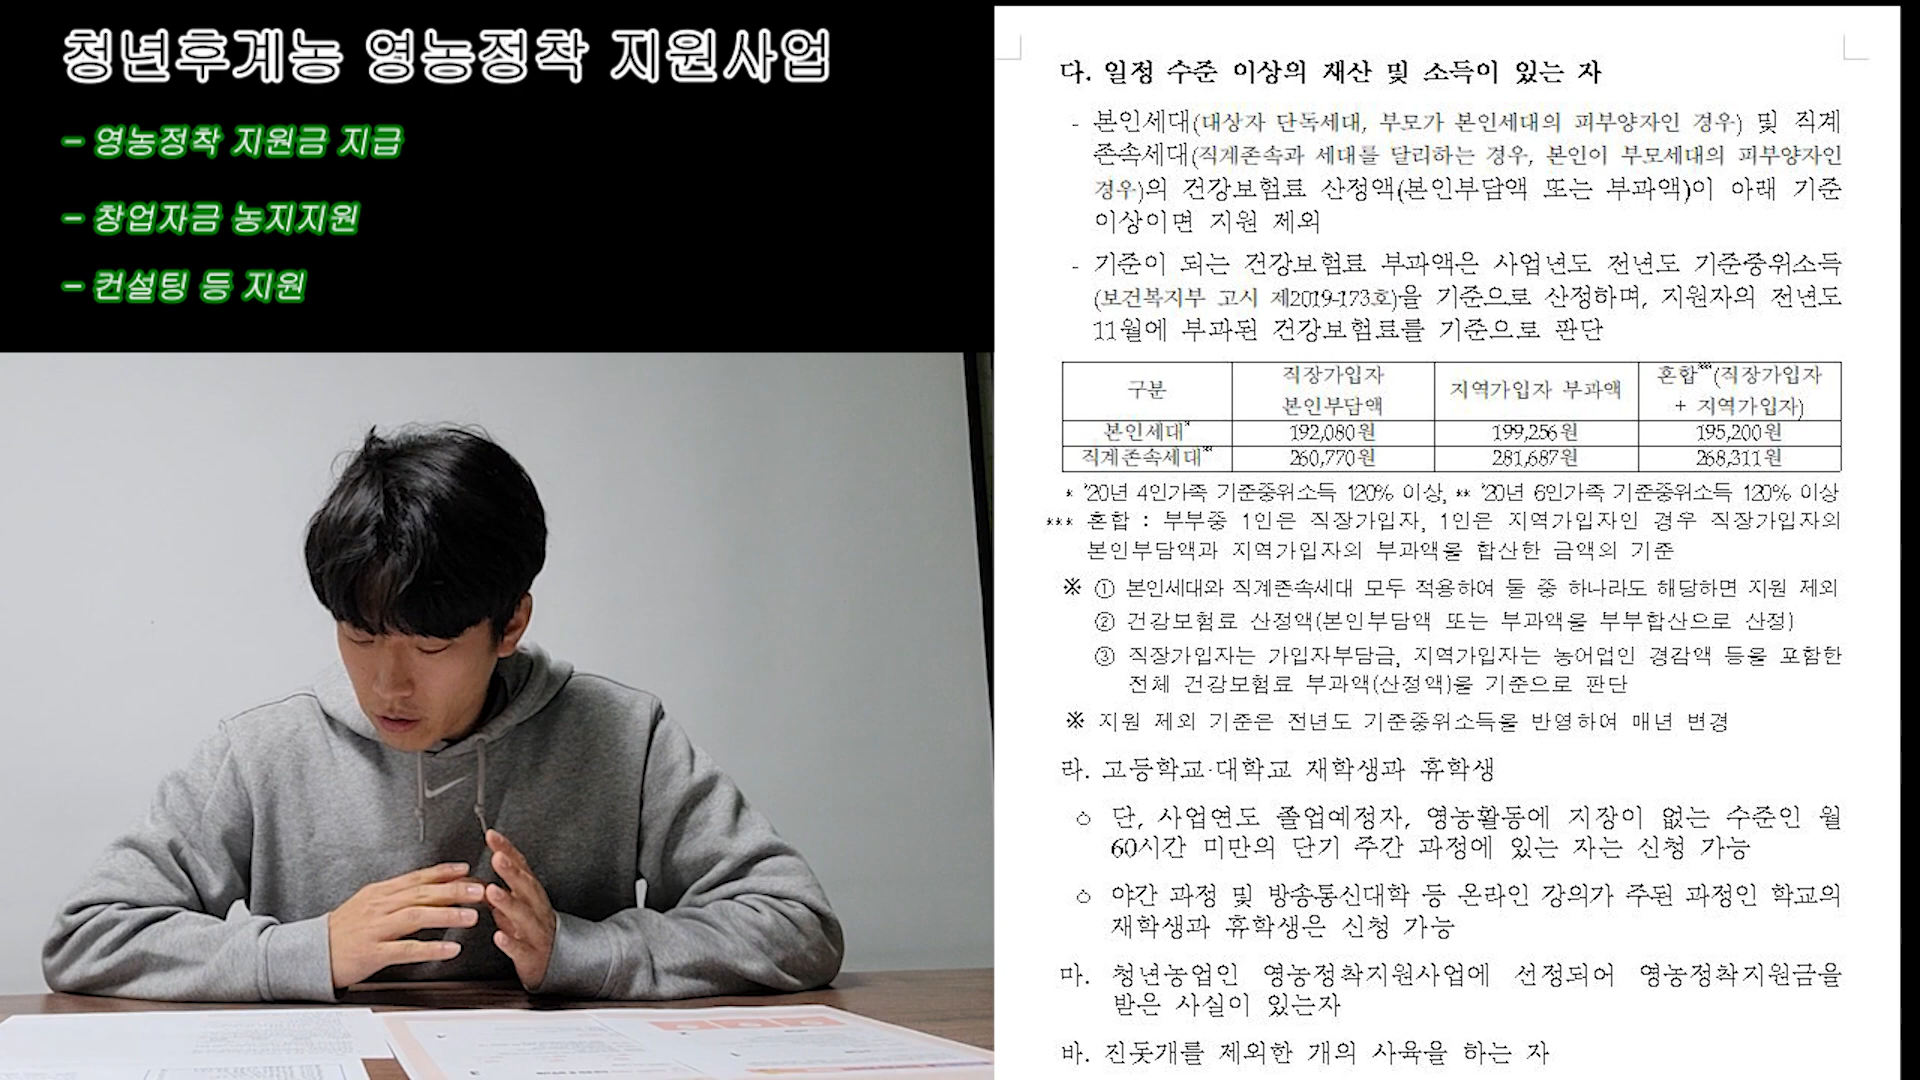 청년후계농 영농정착 지원사업
- 영농정착 지원금 지급
- 창업자금 농지지원
- 컨설팅 등 지원
다. 일정 수준 이상의 재산 및 소득이 있는 자
- 본인세대(대상자 단독세대, 부모가 본인세대의 피부양자인 경우) 및 직계
존속세대(직계존속과 세대를 달리하는 경우, 본인이 부모세대의 피부양자인
경우)의 건강보험료 산정액(본인부담액 또는 부과액)이 아래 기준
이상이면 지원 제외
- 기준이 되는 건강보험료 부과액은 사업년도 전년도 기준중위소득
(보건복지부 고시 제2019-173호)을 기준으로 산정하며, 지원자의 전년도
11월에 부과된 건강보험료를 기준으로 판단
구분 직장가입자 본인부담액 지역가입자 부과액 혼합***(직장가입자 + 지역가입자)
본인세대* 192,080원 199,256원 195,200원
직계존속세대** 260,770원 281,687원 268,311원
* '20년 4인가족 기준중위소득 120% 이상, ** '20년 6인가족 기준중위소득 120% 이상
*** 혼합 : 부부중 1인은 직장가입자, 1인은 지역가입자인 경우 직장가입자의
본인부담액과 지역가입자의 부과액을 합산한 금액의 기준
※ ① 본인세대와 직계존속세대 모두 적용하여 둘 중 하나라도 해당하면 지원 제외
② 건강보험료 산정액(본인부담액 또는 부과액을 부부합산으로 산정)
③ 직장가입자는 가입자부담금, 지역가입자는 농어업인 경감액 등을 포함한
전체 건강보험료 부과액(산정액)을 기준으로 판단
※ 지원 제외 기준은 전년도 기준중위소득을 반영하여 매년 변경
라. 고등학교·대학교 재학생과 휴학생
○ 단, 사업연도 졸업예정자, 영농활동에 지장이 없는 수준인 월
60시간 미만의 단기 주간 과정에 있는 자는 신청 가능
○ 야간 과정 및 방송통신대학 등 온라인 강의가 주된 과정인 학교의
재학생과 휴학생은 신청 가능
마. 청년농업인 영농정착지원사업에 선정되어 영농정착지원금을
받은 사실이 있는자
바. 진돗개를 제외한 개의 사육을 하는 자